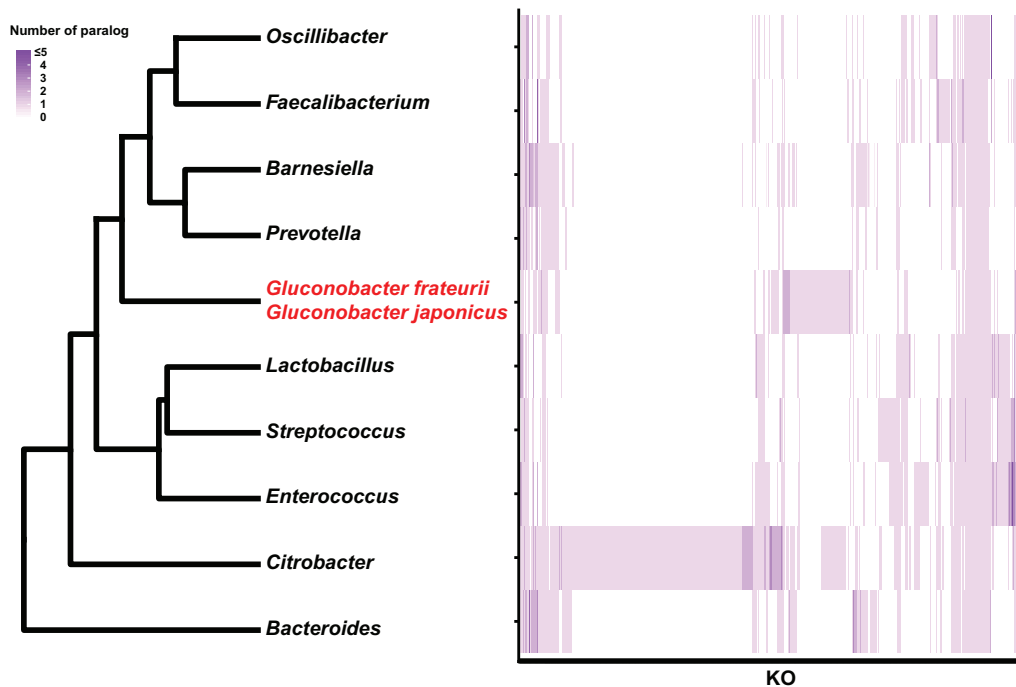 Number of paralog
≤5
4
3
2
1
0
Oscillibacter
Faecalibacterium
Barnesiella
Prevotella
Gluconobacter frateurii
Gluconobacter japonicus
Lactobacillus
Streptococcus
Enterococcus
Citrobacter
Bacteroides
KO